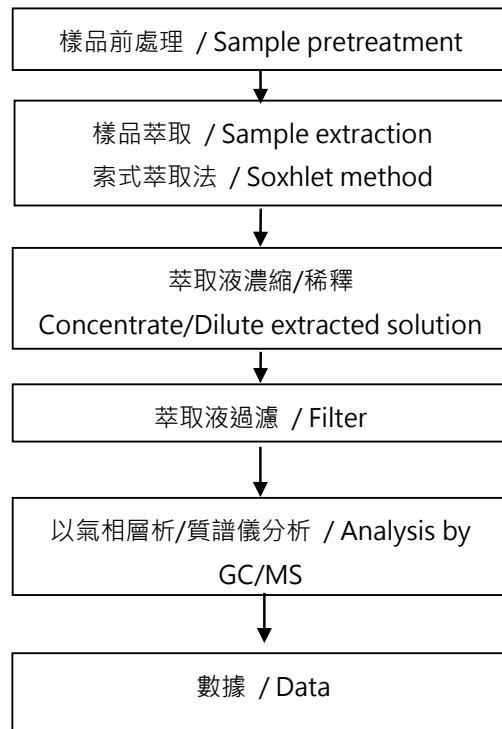 樣品前處理 / Sample pretreatment
樣品萃取 / Sample extraction
索式萃取法 / Soxhlet method
萃取液濃縮/稀釋
Concentrate/Dilute extracted solution
萃取液過濾 / Filter
以氣相層析/質譜儀分析 / Analysis by
GC/MS
數據 / Data